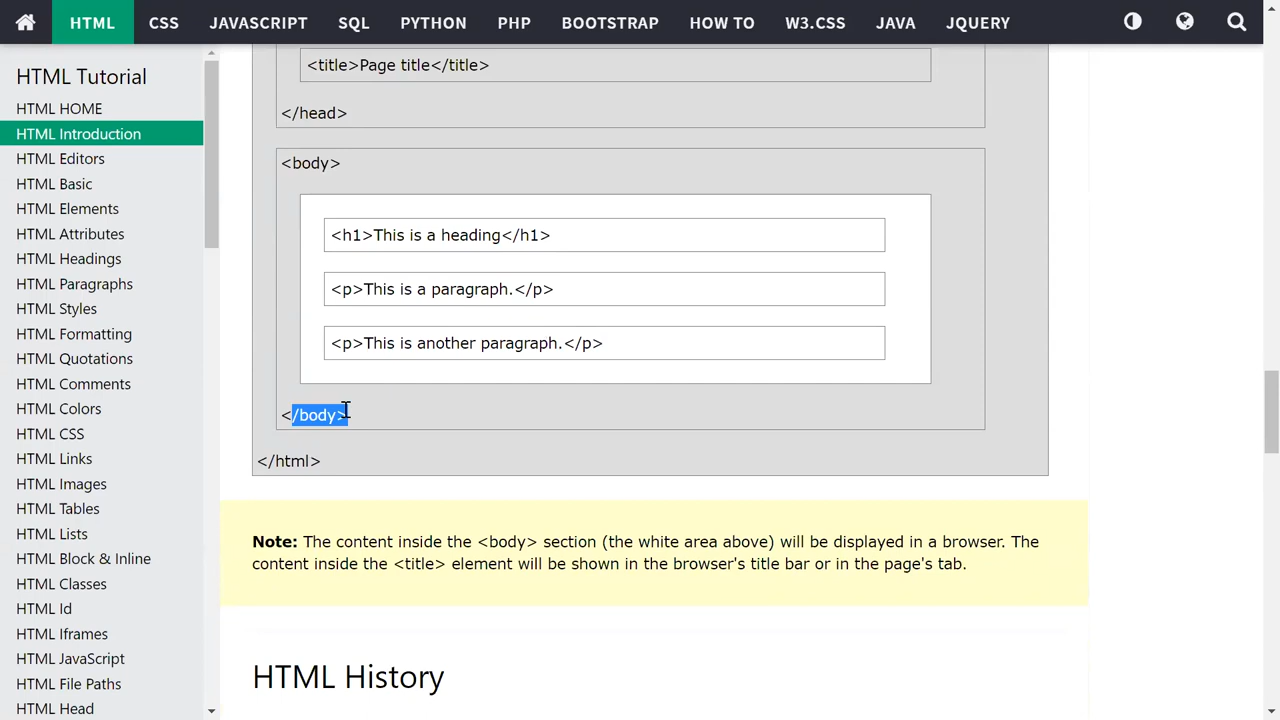 HTML CSS JAVASCRIPT SQL PYTHON PHP BOOTSTRAP HOW TO W3.CSS JAVA JQUERY
HTML Tutorial
HTML HOME
HTML Introduction
HTML Editors
HTML Basic
HTML Elements
HTML Attributes
HTML Headings
HTML Paragraphs
HTML Styles
HTML Formatting
HTML Quotations
HTML Comments
HTML Colors
HTML CSS
HTML Links
HTML Images
HTML Tables
HTML Lists
HTML Block & Inline
HTML Classes
HTML Id
HTML Iframes
HTML JavaScript
HTML File Paths
HTML Head
<title>Page title</title>
</head>
<body>
<h1>This is a heading</h1>
<p>This is a paragraph.</p>
<p>This is another paragraph.</p>
</body>
</html>
Note: The content inside the <body> section (the white area above) will be displayed in a browser. The
content inside the <title> element will be shown in the browser's title bar or in the page's tab.
HTML History